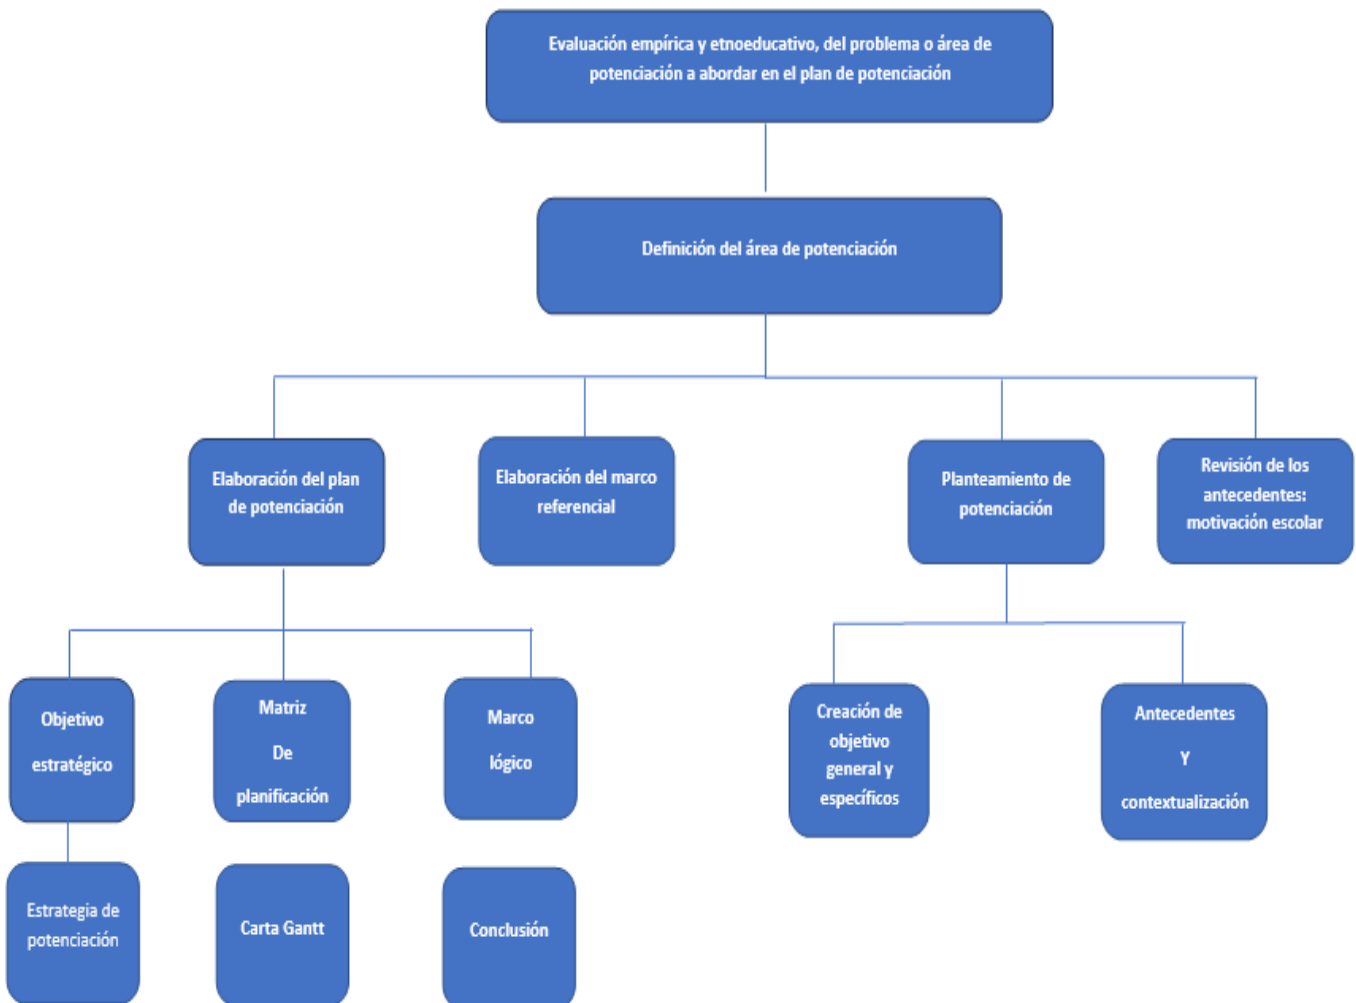 Evaluación empírica y etnoeducativo, del problema o área de
potenciación a abordar en el plan de potenciación
Definición del área de potenciación
Elaboración del plan
de potenciación
Elaboración del marco
referencial
Planteamiento de
potenciación
Revisión de los
antecedentes:
motivación escolar
Objetivo
estratégico
Matriz
De
planificación
Marco
lógico
Creación de
objetivo
general y
específicos
Antecedentes
Y
contextualización
Estrategia de
potenciación
Carta Gantt
Conclusión